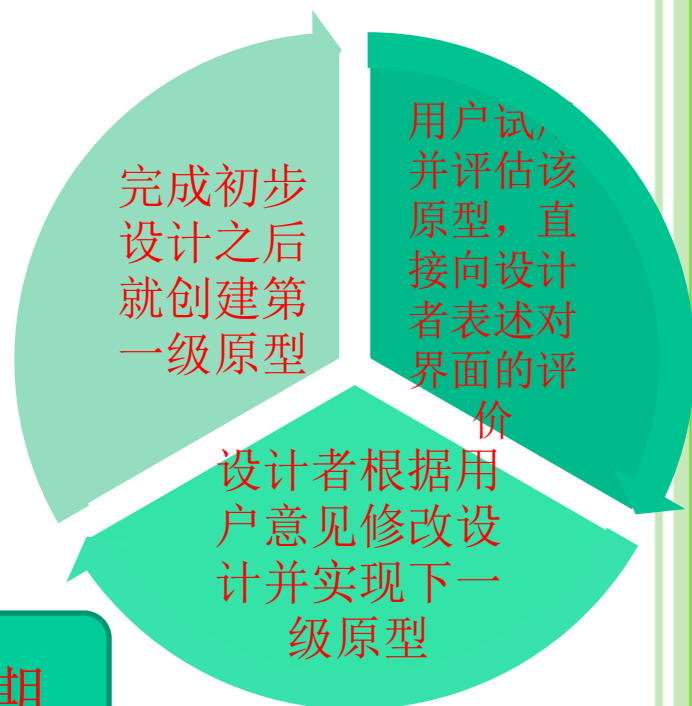 完成初步
设计之后
就创建第
一级原型
用户试
并评估该
原型，直
接向设计
者表述对
界面的评
价
设计者根据用
户意见修改设
计并实现下一
级原型
期